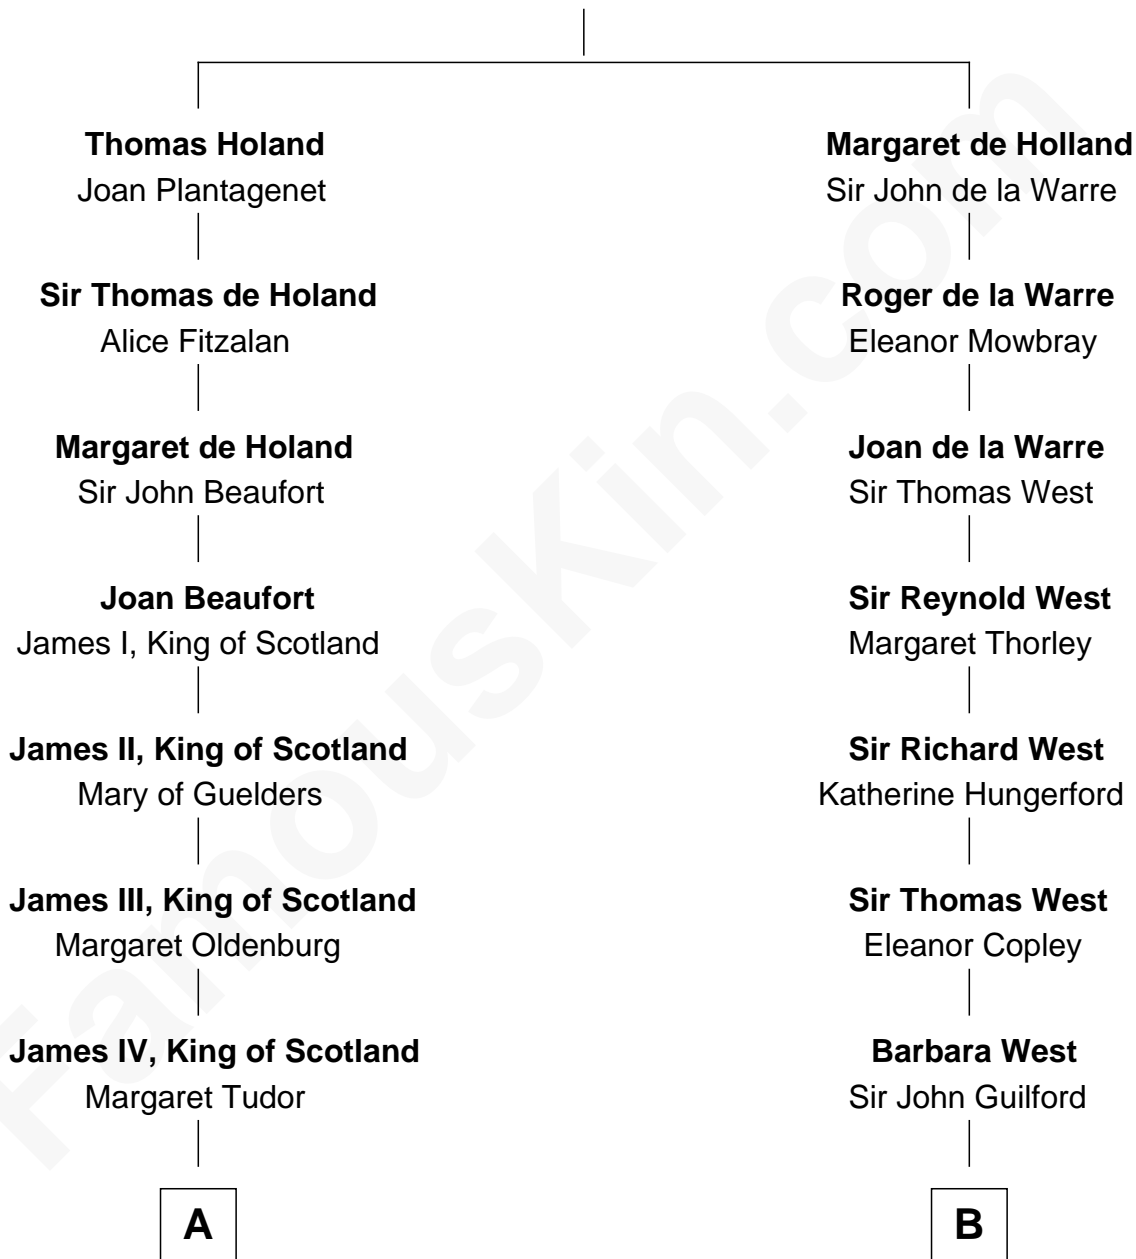 Thomas Holand
Joan Plantagenet
Sir Thomas de Holand
Alice Fitzalan
Margaret de Holand
Sir John Beaufort
Joan Beaufort
James I, King of Scotland
James II, King of Scotland
Mary of Guelders
James III, King of Scotland
Margaret Oldenburg
James IV, King of Scotland
Margaret Tudor
A
Margaret de Holland
Sir John de la Warre
Roger de la Warre
Eleanor Mowbray
Joan de la Warre
Sir Thomas West
Sir Reynold West
Margaret Thorley
Sir Richard West
Katherine Hungerford
Sir Thomas West
Eleanor Copley
Barbara West
Sir John Guilford
B
FamousKin.com